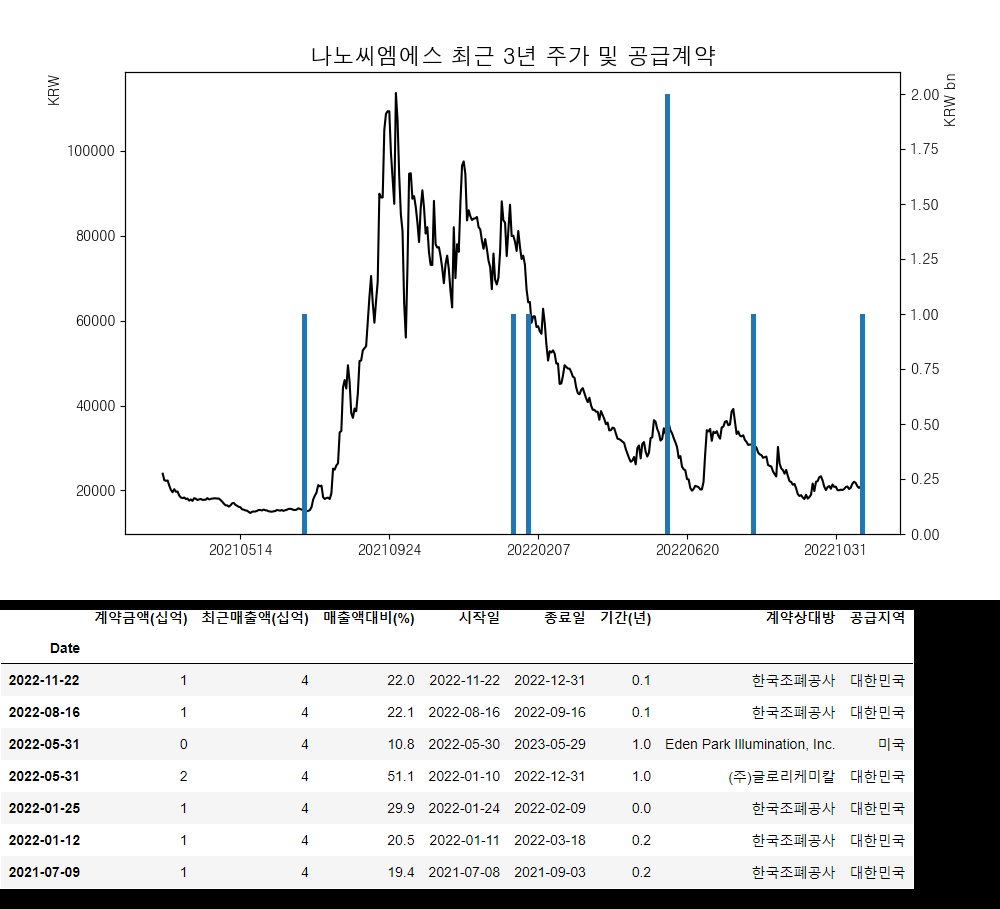 나노씨엠에스 최근 3년 주가 및 공급계약
KRW
KRW bn
100000
80000
60000
40000
20000
2.00
1.75
1.50
1.25
1.00
0.75
0.50
0.25
0.00
20210514 20210924 20220207 20220620 20221031
계약금액(십억) 최근매출액(십억) 매출액대비(%) 시작일 종료일 기간(년) 계약상대방 공급지역
Date
2022-11-22 1 4 22.0 2022-11-22 2022-12-31 0.1 한국조폐공사 대한민국
2022-08-16 1 4 22.1 2022-08-16 2022-09-16 0.1 한국조폐공사 대한민국
2022-05-31 0 4 10.8 2022-05-30 2023-05-29 1.0 Eden Park Illumination, Inc. 미국
2022-05-31 2 4 51.1 2022-01-10 2022-12-31 1.0 (주)글로리케미칼 대한민국
2022-01-25 1 4 29.9 2022-01-24 2022-02-09 0.0 한국조폐공사 대한민국
2022-01-12 1 4 20.5 2022-01-11 2022-03-18 0.2 한국조폐공사 대한민국
2021-07-09 1 4 19.4 2021-07-08 2021-09-03 0.2 한국조폐공사 대한민국